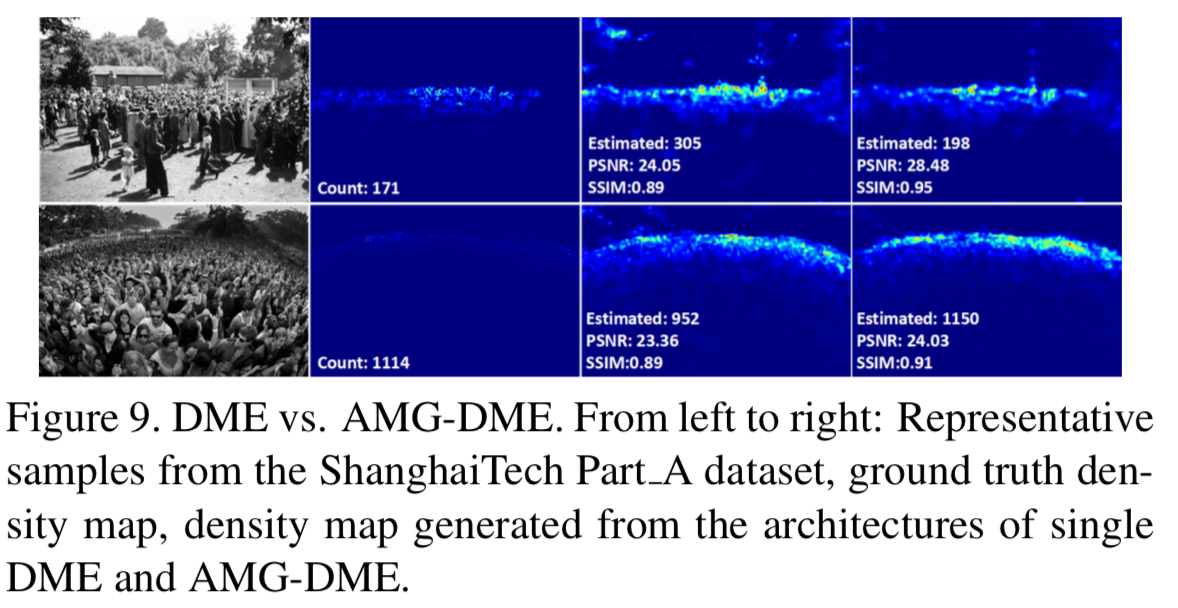 Count: 171
Estimated: 305
PSNR: 24.05
SSIM:0.89
Estimated: 198
PSNR: 28.48
SSIM:0.95
Count: 1114
Estimated: 952
PSNR: 23.36
SSIM:0.89
Estimated: 1150
PSNR: 24.03
SSIM:0.91
Figure 9. DME vs. AMG-DME. From left to right: Representative
samples from the ShanghaiTech Part_A dataset, ground truth den-
sity map, density map generated from the architectures of single
DME and AMG-DME.